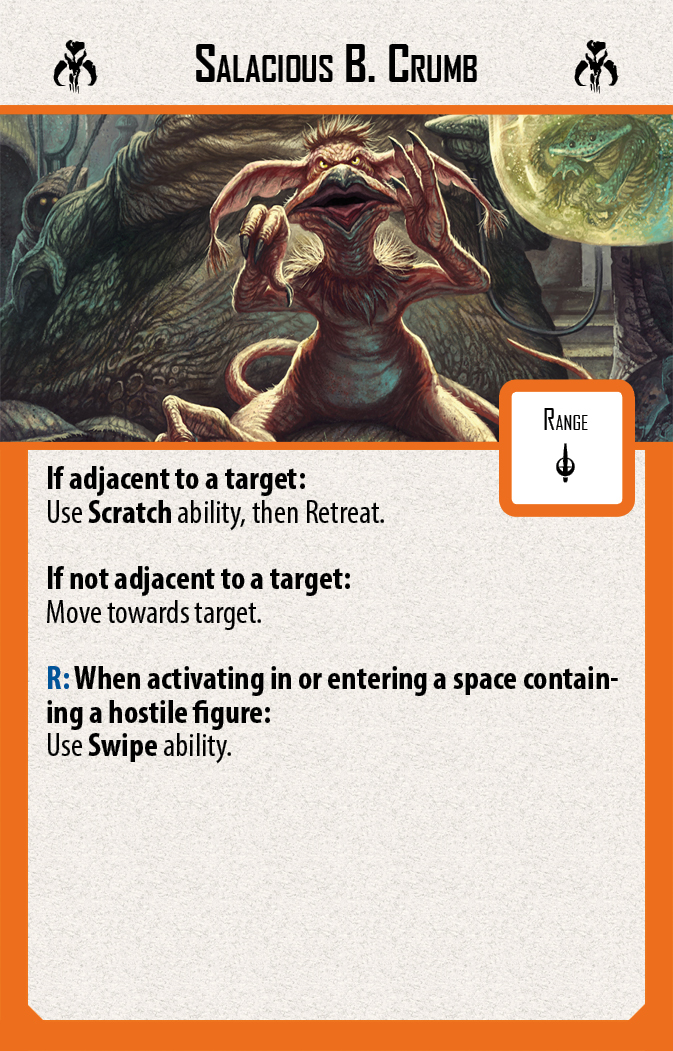 Salacious B. Crumb
Range
If adjacent to a target:
Use Scratch ability, then Retreat.
If not adjacent to a target:
Move towards target.
R: When activating in or entering a space contain-
ing a hostile figure:
Use Swipe ability.